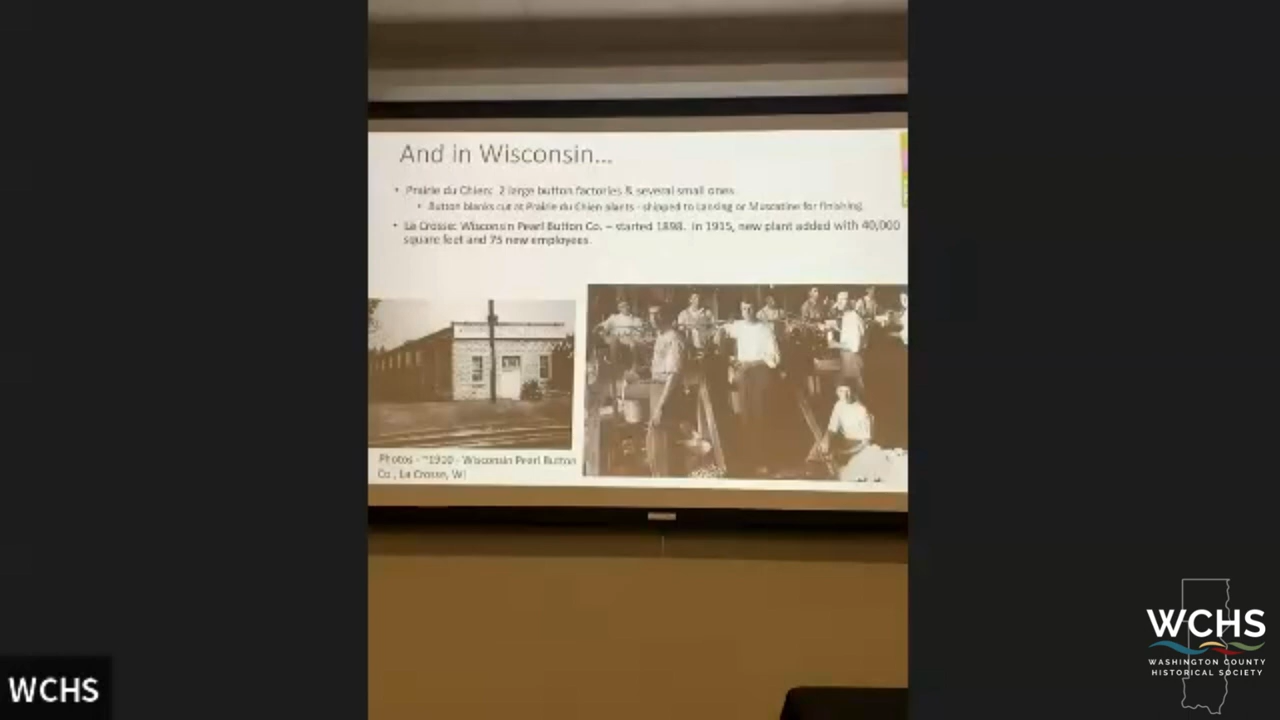 And in Wisconsin...
• Prairie du Chien: 2 large button factories & several small ones
• Button blanks cut at Prairie du Chien plants - shipped to Lansing or Muscatine for finishing
• La Crosse: Wisconsin Pearl Button Co. – started 1898. In 1915, new plant added with 40,000
square feet and 75 new employees.
Photos - ~1910 - Wisconsin Pearl Button
Co., La Crosse, WI
WCHS
WASHINGTON COUNTY
HISTORICAL SOCIETY
WCHS